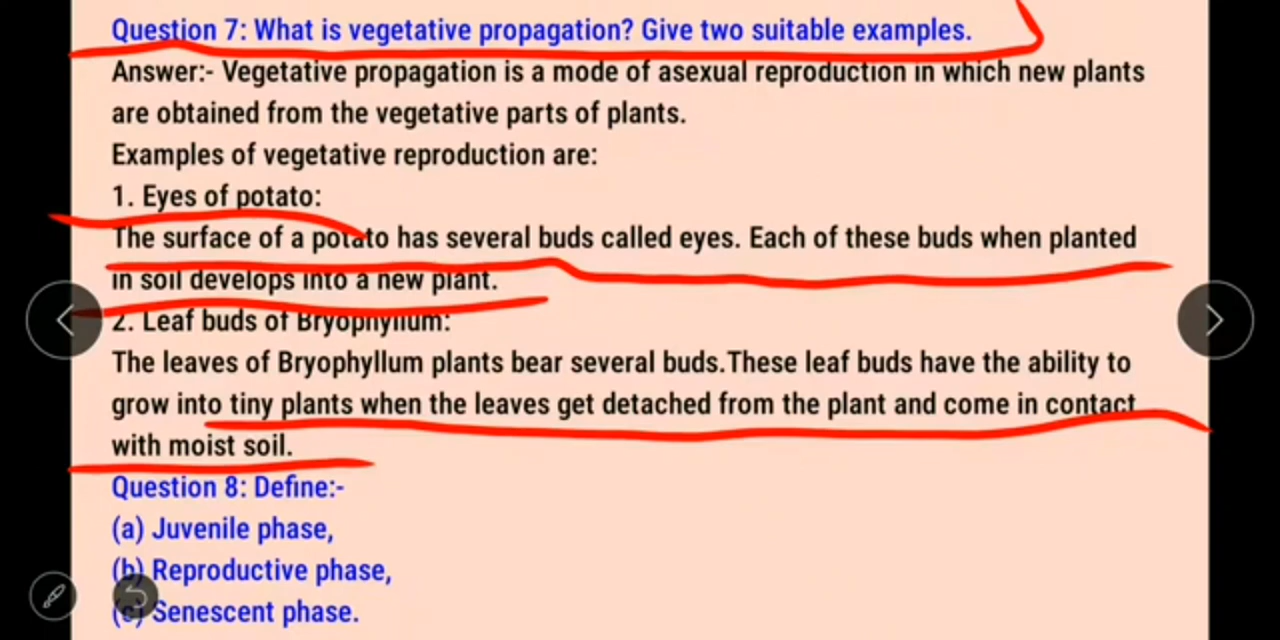 Question 7: What is vegetative propagation? Give two suitable examples.
Answer:- Vegetative propagation is a mode of asexual reproduction in which new plants
are obtained from the vegetative parts of plants.
Examples of vegetative reproduction are:
1. Eyes of potato:
The surface of a potato has several buds called eyes. Each of these buds when planted
in soil develops into a new plant.
2. Leaf buds of Bryophyllum:
The leaves of Bryophyllum plants bear several buds.These leaf buds have the ability to
grow into tiny plants when the leaves get detached from the plant and come in contact
with moist soil.
Question 8: Define:-
(a) Juvenile phase,
(b) Reproductive phase,
(c) Senescent phase.